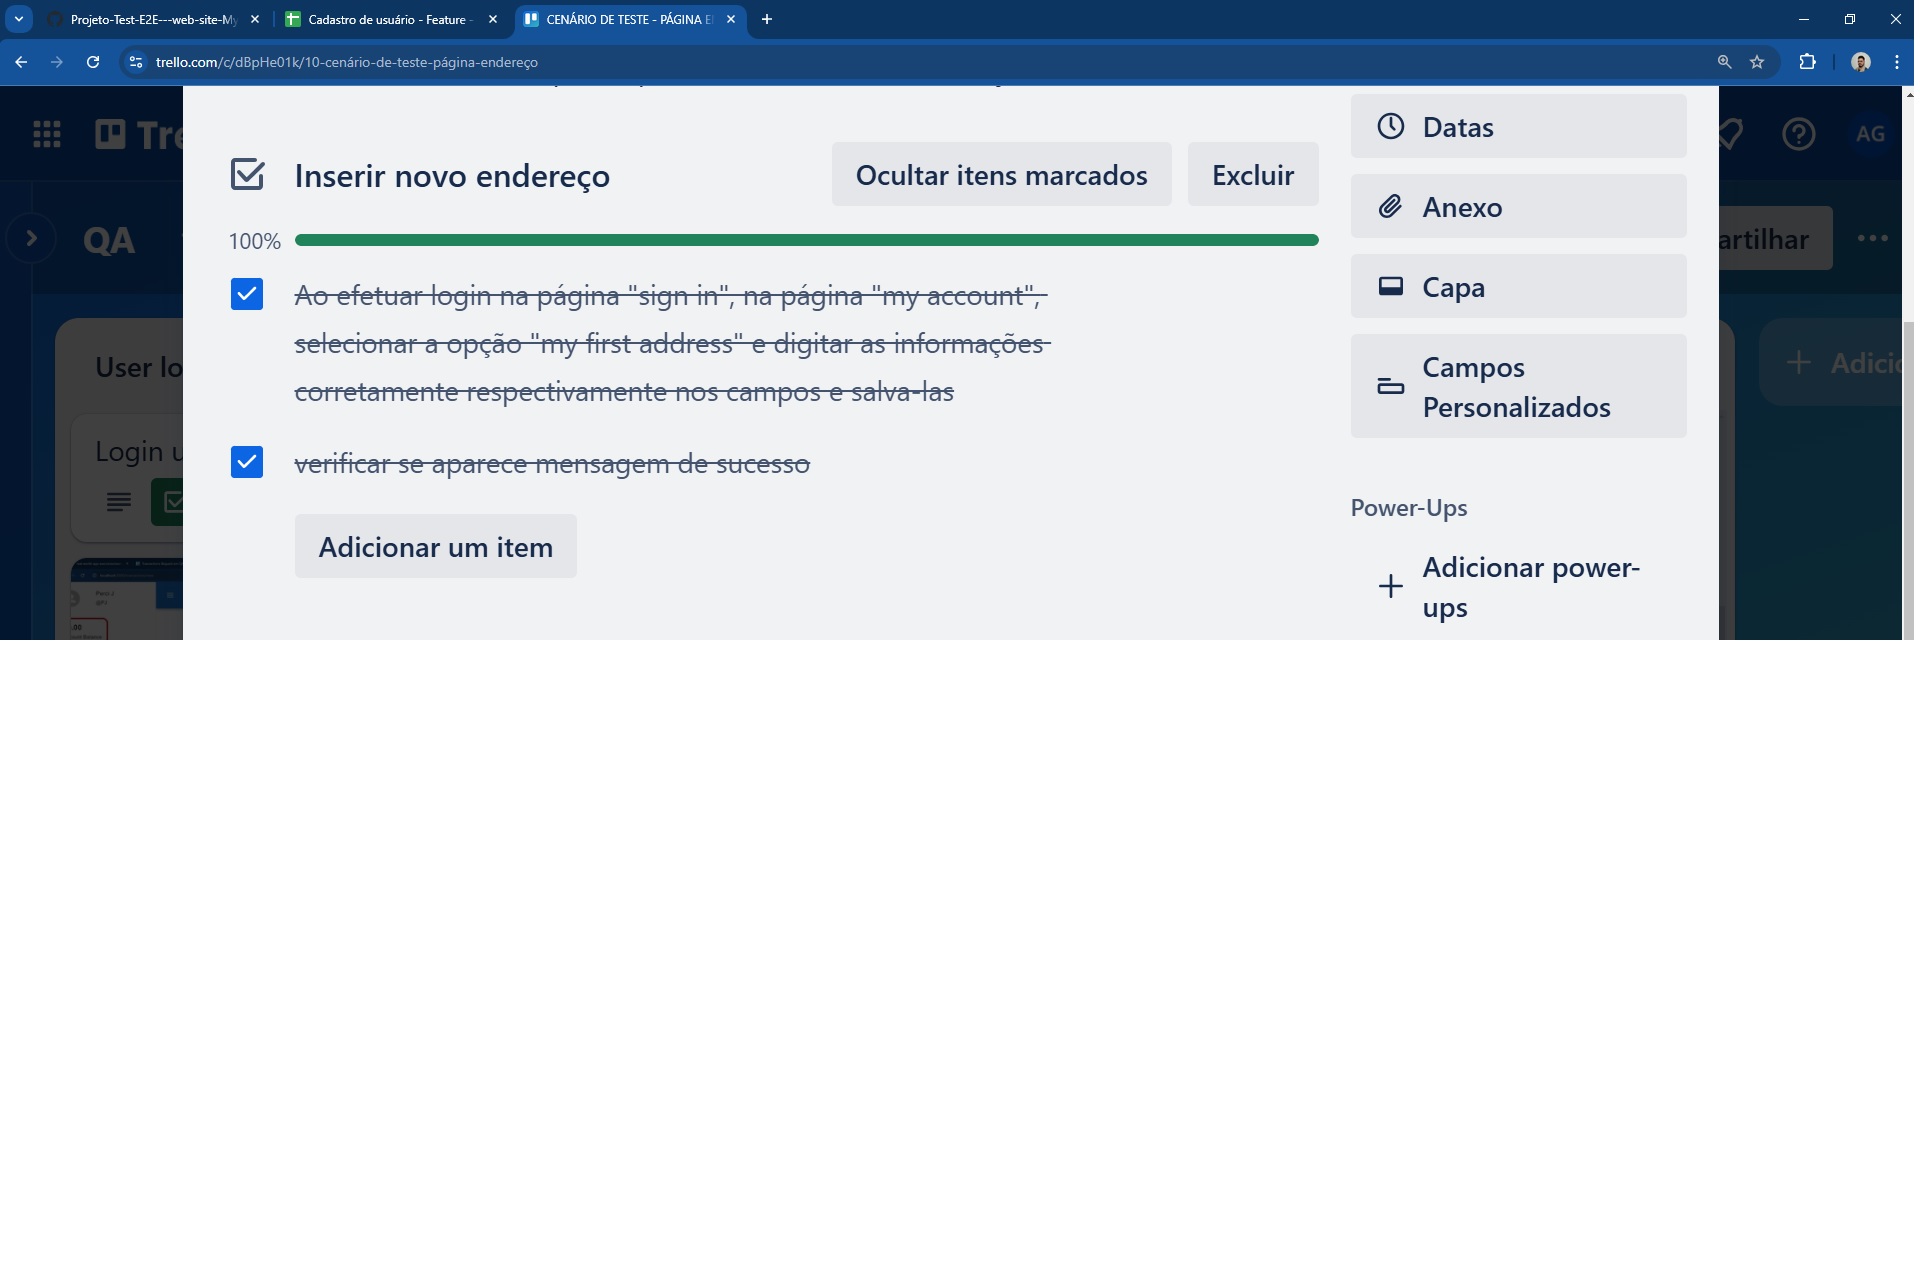 Projeto-Test-E2E---web-site-My
Cadastro de usuário - Feature -
CENÁRIO DE TESTE - PÁGINA E
trello.com/c/dBpHe01k/10-cenário-de-teste-página-endereço
Tre
AG
QA
artilhar
Inserir novo endereço
Ocultar itens marcados
Excluir
100%
Ao efetuar login na página "sign in", na página "my account",
selecionar a opção "my first address" e digitar as informações
corretamente respectivamente nos campos e salva-las
verificar se aparece mensagem de sucesso
Adicionar um item
Datas
Anexo
Capa
Campos
Personalizados
Power-Ups
Adicionar power-
ups
User lo
Login u
Adicio